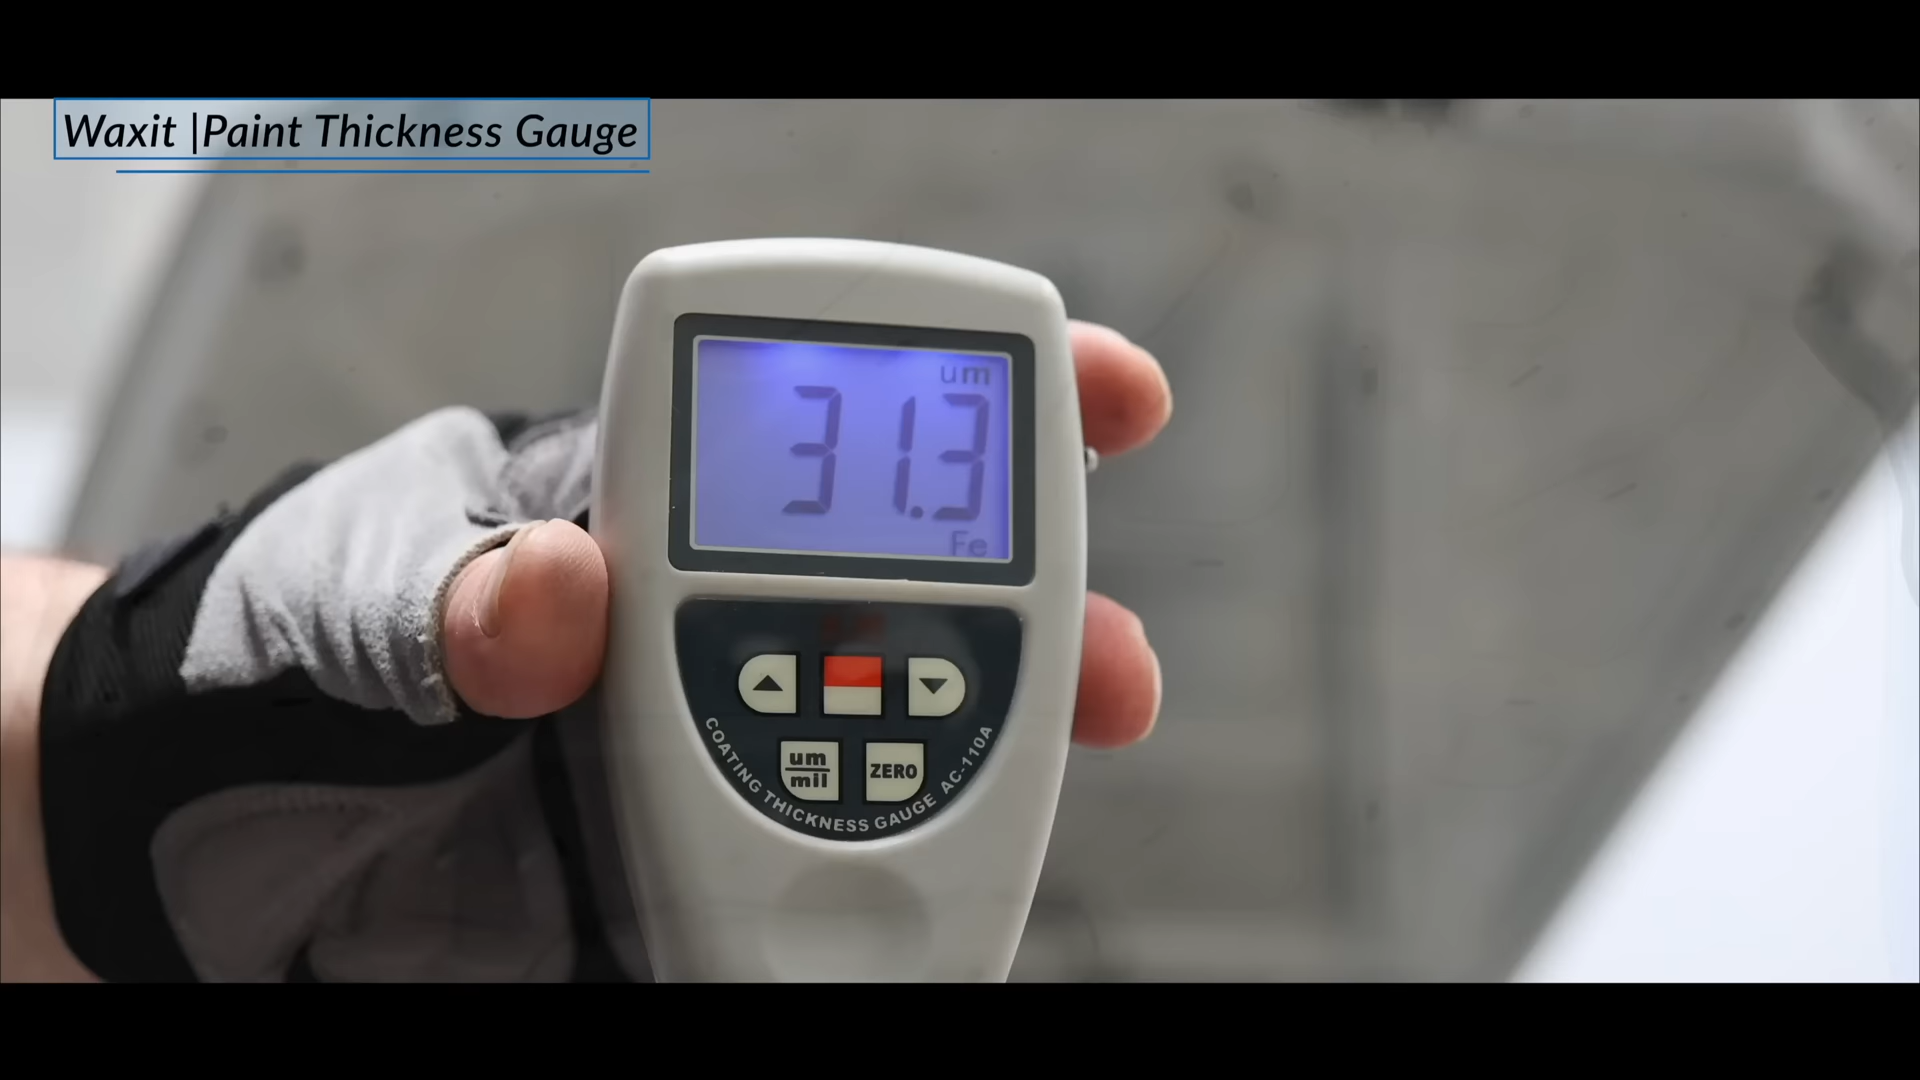 Waxit |Paint Thickness Gauge
um
31.3
Fe
um
mil
ZERO
COATING THICKNESS GAUGE AC-110A